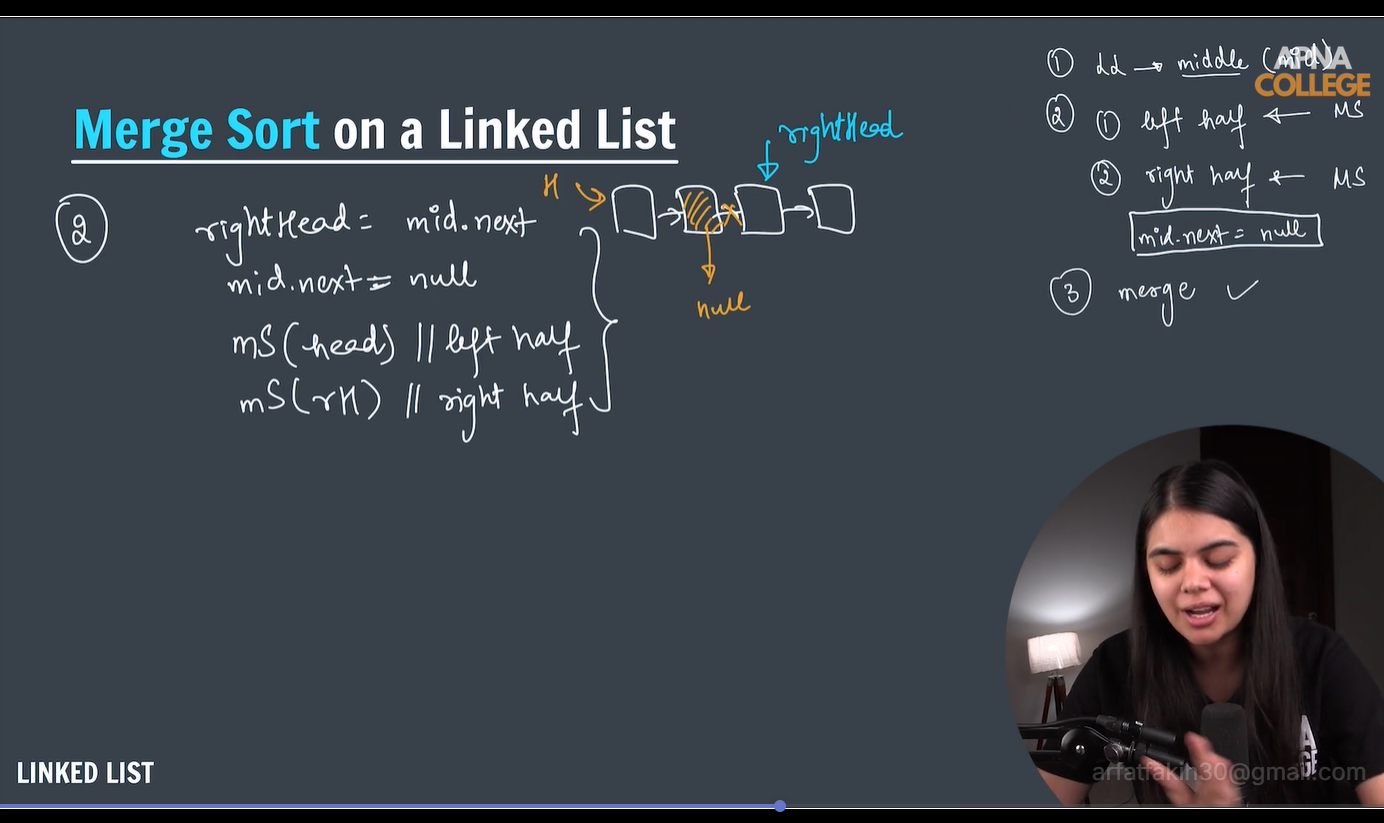 Merge Sort on a Linked List
② rightHead = mid.next
mid.next = null
mS(head) // left half
mS(rH) // right half
H
rightHead
null
① LL → middle (mid)
② ① left half ← MS
② right half ← MS
mid.next = null
③ merge ✓
APNA
COLLEGE
LINKED LIST
arfatfakih30@gmail.com